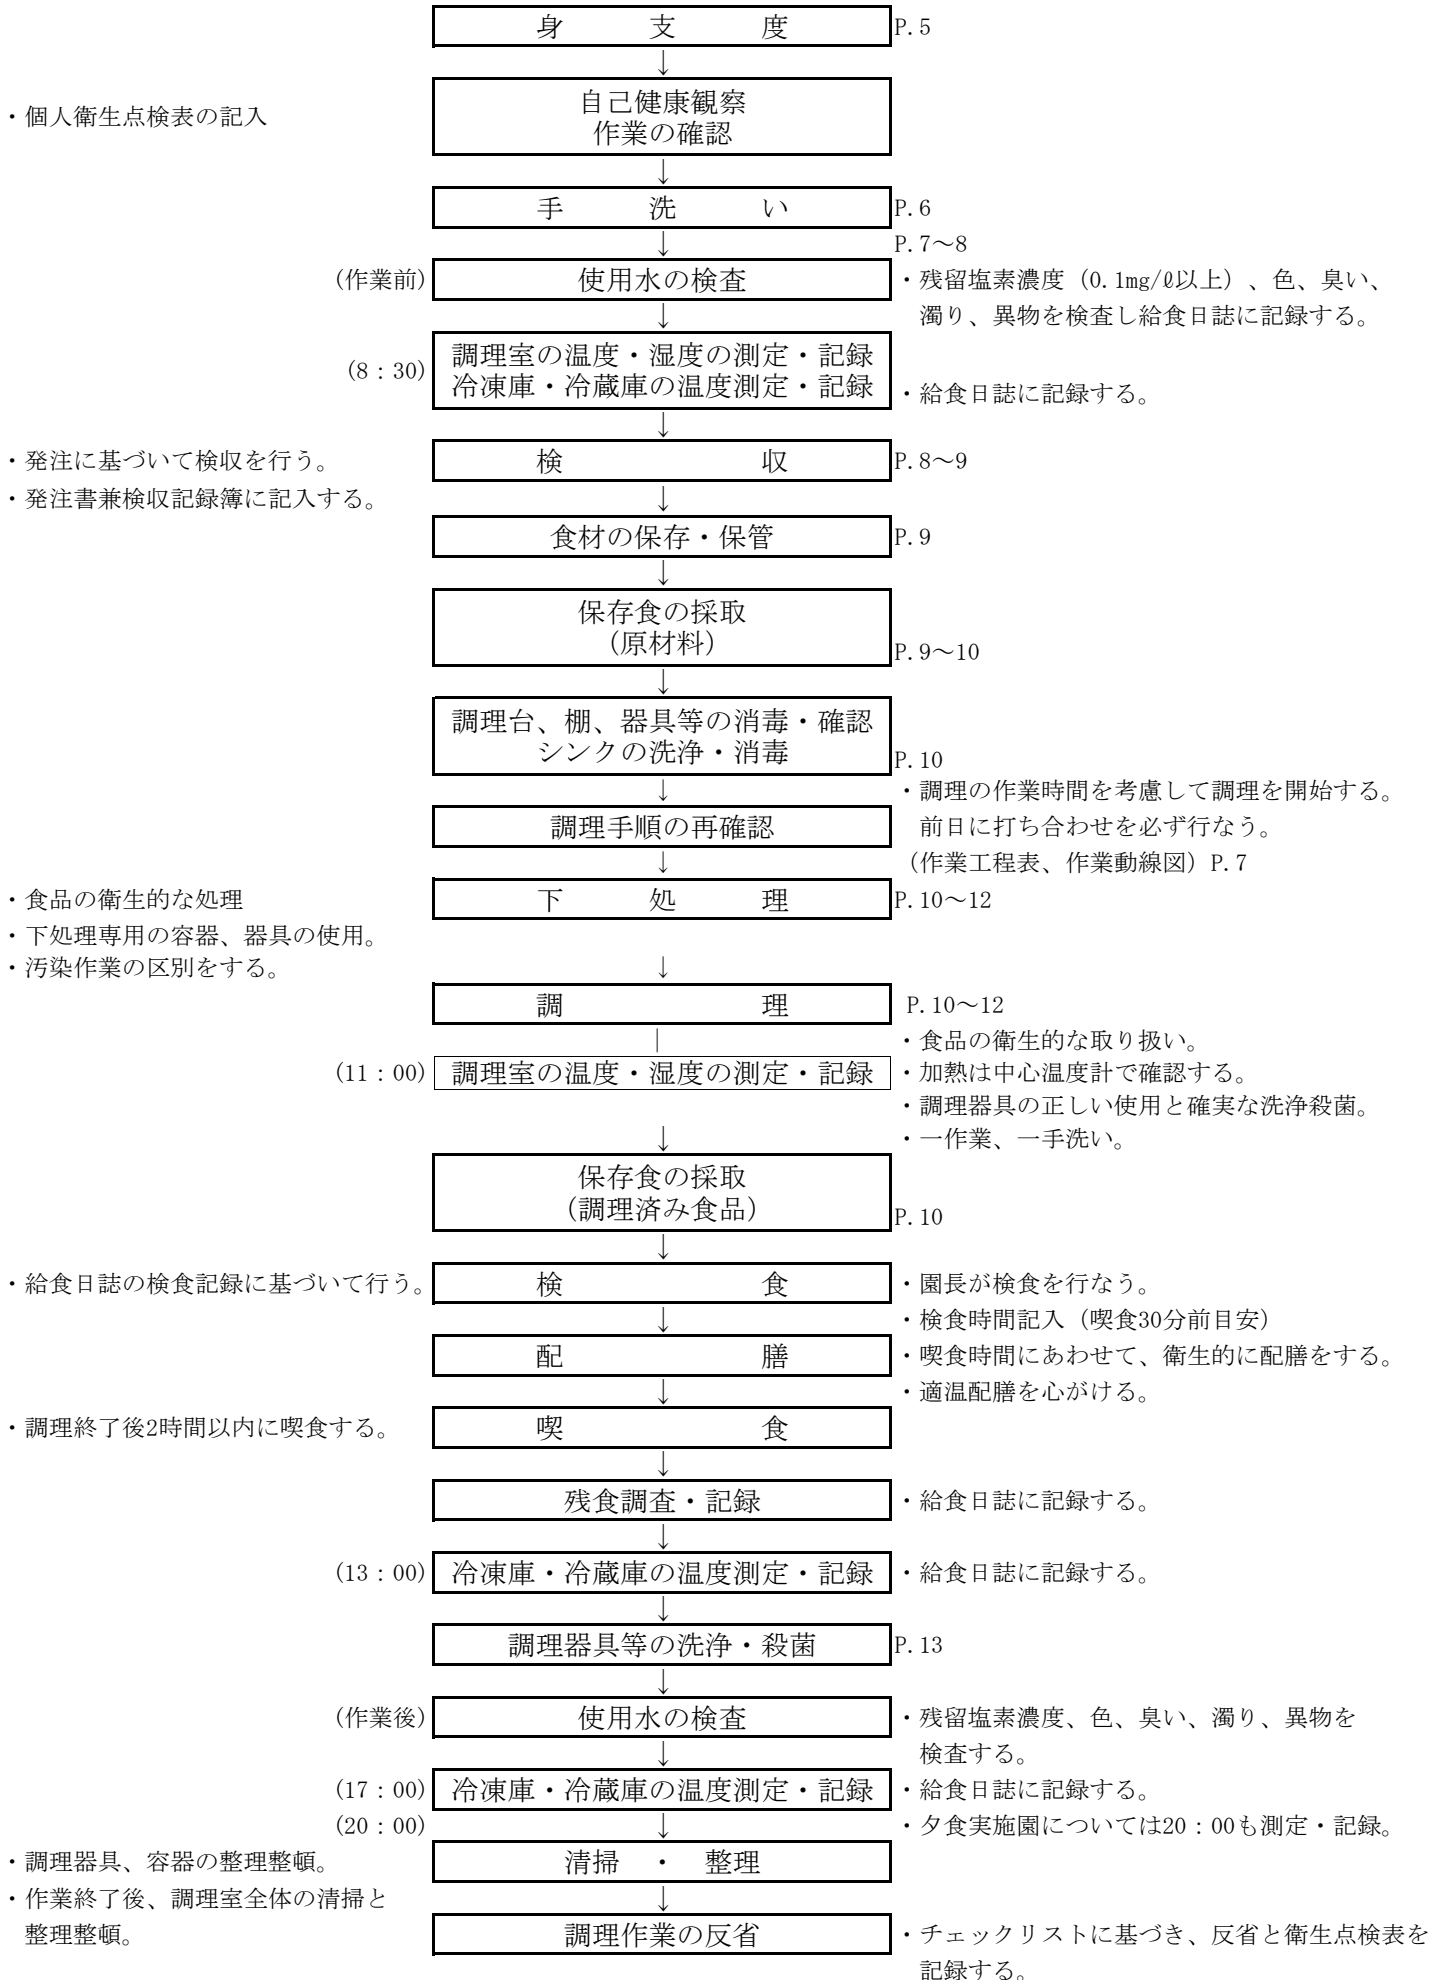 身　支　度 P.5
↓
自己健康観察
・個人衛生点検表の記入
作業の確認
↓
手　洗　い P.6
↓ P.7～8
(作業前) 使用水の検査 ・残留塩素濃度（0.1mg/ℓ以上）、色、臭い、
↓ 濁り、異物を検査し給食日誌に記録する。
調理室の温度・湿度の測定・記録
(8：30)
冷凍庫・冷蔵庫の温度測定・記録 ・給食日誌に記録する。
↓
・発注に基づいて検収を行う。 検　収 P.8～9
・発注書兼検収記録簿に記入する。 ↓
食材の保存・保管 P.9
↓
保存食の採取
（原材料） P.9～10
↓
調理台、棚、器具等の消毒・確認
シンクの洗浄・消毒 P.10
↓ ・調理の作業時間を考慮して調理を開始する。
調理手順の再確認 前日に打ち合わせを必ず行なう。
↓ （作業工程表、作業動線図）P.7
・食品の衛生的な処理 下　処　理 P.10～12
・下処理専用の容器、器具の使用。
・汚染作業の区別をする。 ↓
調　理 P.10～12
｜ ・食品の衛生的な取り扱い。
(11：00) 調理室の温度・湿度の測定・記録 ・加熱は中心温度計で確認する。
・調理器具の正しい使用と確実な洗浄殺菌。
↓ ・一作業、一手洗い。
保存食の採取
（調理済み食品） P.10
↓
・給食日誌の検食記録に基づいて行う。 検　食 ・園長が検食を行なう。
↓ ・検食時間記入（喫食30分前目安）
配　膳 ・喫食時間にあわせて、衛生的に配膳をする。
↓ ・適温配膳を心がける。
・調理終了後2時間以内に喫食する。 喫　食
↓
残食調査・記録 ・給食日誌に記録する。
↓
(13：00) 冷凍庫・冷蔵庫の温度測定・記録 ・給食日誌に記録する。
↓
調理器具等の洗浄・殺菌 P.13
↓
(作業後) 使用水の検査 ・残留塩素濃度、色、臭い、濁り、異物を
↓ 検査する。
(17：00) 冷凍庫・冷蔵庫の温度測定・記録 ・給食日誌に記録する。
(20：00) ↓ ・夕食実施園については20：00も測定・記録。
・調理器具、容器の整理整頓。 清掃　・　整理
・作業終了後、調理室全体の清掃と ↓
整理整頓。 調理作業の反省 ・チェックリストに基づき、反省と衛生点検表を
記録する。